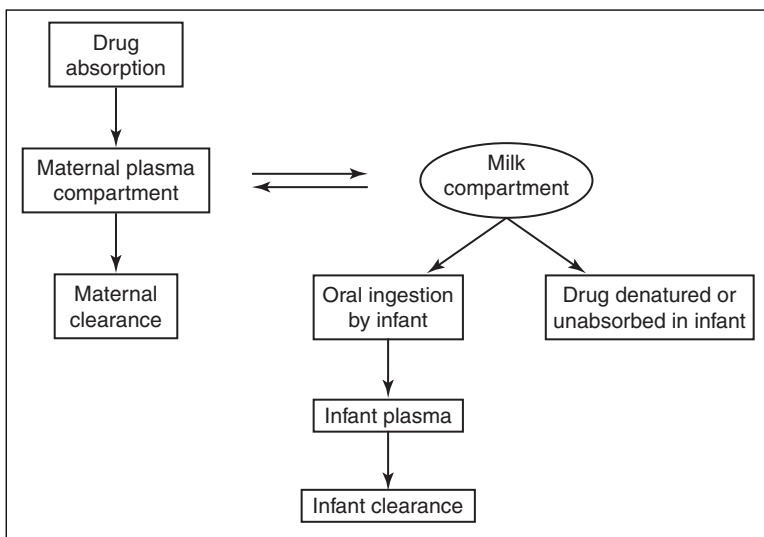 Drug
absorption
Maternal plasma
compartment
Milk
compartment
Maternal
clearance
Oral ingestion
by infant
Drug denatured or
unabsorbed in infant
Infant plasma
Infant clearance